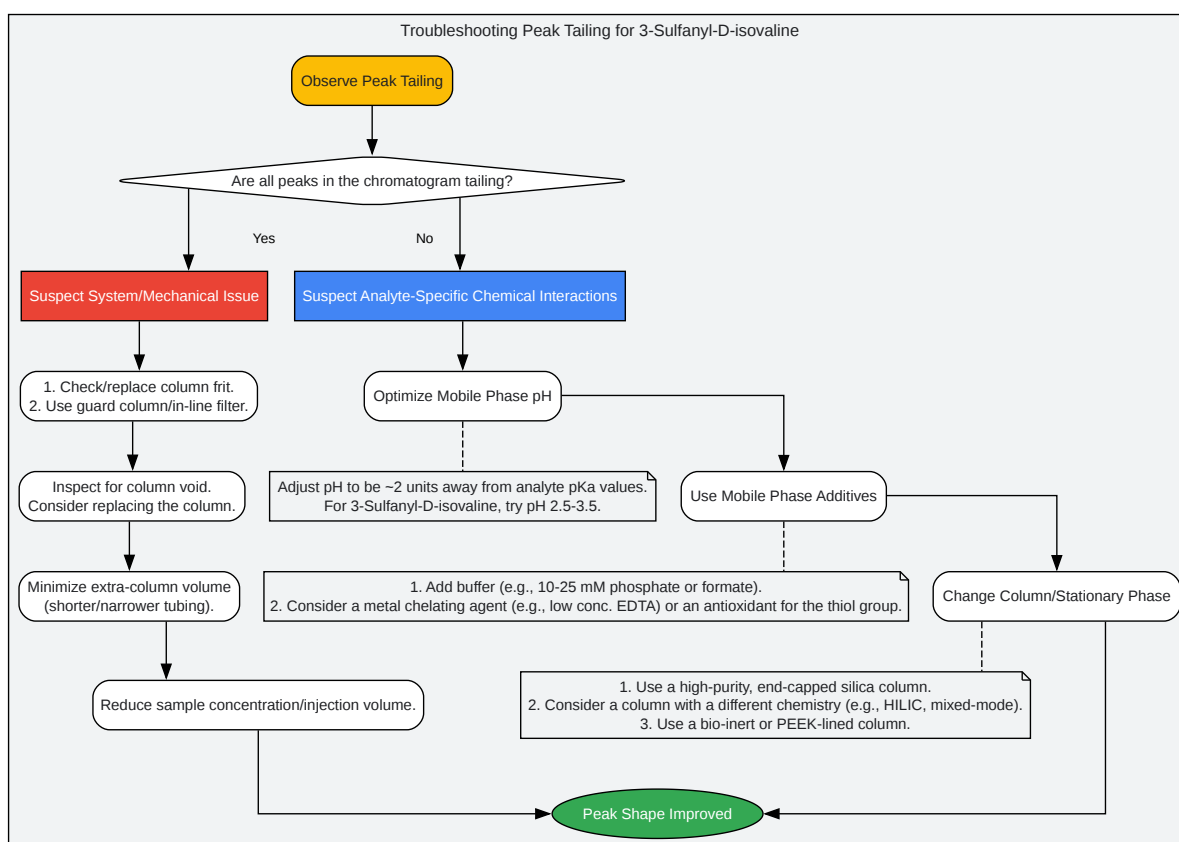 Troubleshooting Peak Tailing for 3-Sulfanyl-D-isovaline
Observe Peak Tailing
Are all peaks in the chromatogram tailing?
Yes
No
Suspect System/Mechanical Issue
Suspect Analyte-Specific Chemical Interactions
1. Check/replace column frit.
2. Use guard column/in-line filter.
Optimize Mobile Phase pH
Inspect for column void.
Consider replacing the column.
Adjust pH to be ~2 units away from analyte pKa values.
For 3-Sulfanyl-D-isovaline, try pH 2.5-3.5.
Use Mobile Phase Additives
Minimize extra-column volume
(shorter/narrower tubing).
1. Add buffer (e.g., 10-25 mM phosphate or formate).
2. Consider a metal chelating agent (e.g., low conc. EDTA) or an antioxidant for the thiol group.
Change Column/Stationary Phase
Reduce sample concentration/injection volume.
1. Use a high-purity, end-capped silica column.
2. Consider a column with a different chemistry (e.g., HILIC, mixed-mode).
3. Use a bio-inert or PEEK-lined column.
Peak Shape Improved